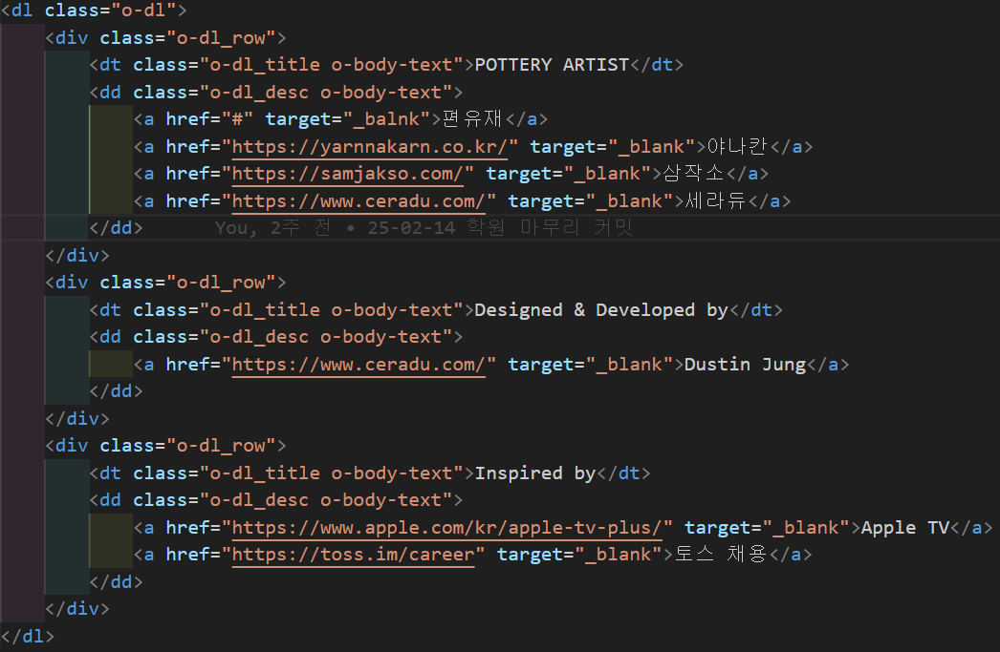 <dl class="o-dl">
<div class="o-dl_row">
<dt class="o-dl_title o-body-text">POTTERY ARTIST</dt>
<dd class="o-dl_desc o-body-text">
<a href="#" target="_balnk">편유재</a>
<a href="https://yarnnakarn.co.kr/" target="_blank">야나칸</a>
<a href="https://samjakso.com/" target="_blank">삼작소</a>
<a href="https://www.ceradu.com/" target="_blank">세라듀</a>
</dd> You, 2주 전 • 25-02-14 학원 마무리 커밋
</div>
<div class="o-dl_row">
<dt class="o-dl_title o-body-text">Designed & Developed by</dt>
<dd class="o-dl_desc o-body-text">
<a href="https://www.ceradu.com/" target="_blank">Dustin Jung</a>
</dd>
</div>
<div class="o-dl_row">
<dt class="o-dl_title o-body-text">Inspired by</dt>
<dd class="o-dl_desc o-body-text">
<a href="https://www.apple.com/kr/apple-tv-plus/" target="_blank">Apple TV</a>
<a href="https://toss.im/career" target="_blank">토스 채용</a>
</dd>
</div>
</dl>